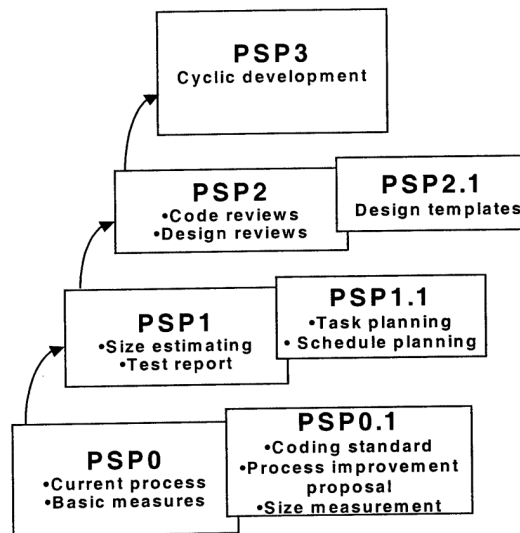 PSP3
Cyclic development
PSP2
•Code reviews
•Design reviews
PSP2.1
Design templates
PSP1
•Size estimating
•Test report
PSP1.1
•Task planning
• Schedule planning
PSP0
•Current process
•Basic measures
PSP0.1
•Coding standard
•Process improvement
proposal
•Size measurement